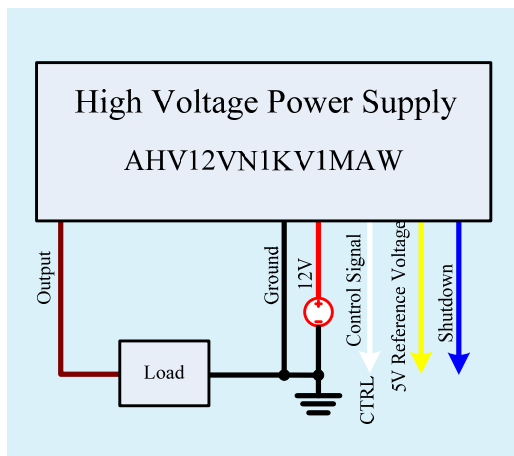 High Voltage Power Supply
AHV12VN1KV1MAW
Output
Ground
12V
Control Signal
5V Reference Voltage
Shutdown
Load
CTRL